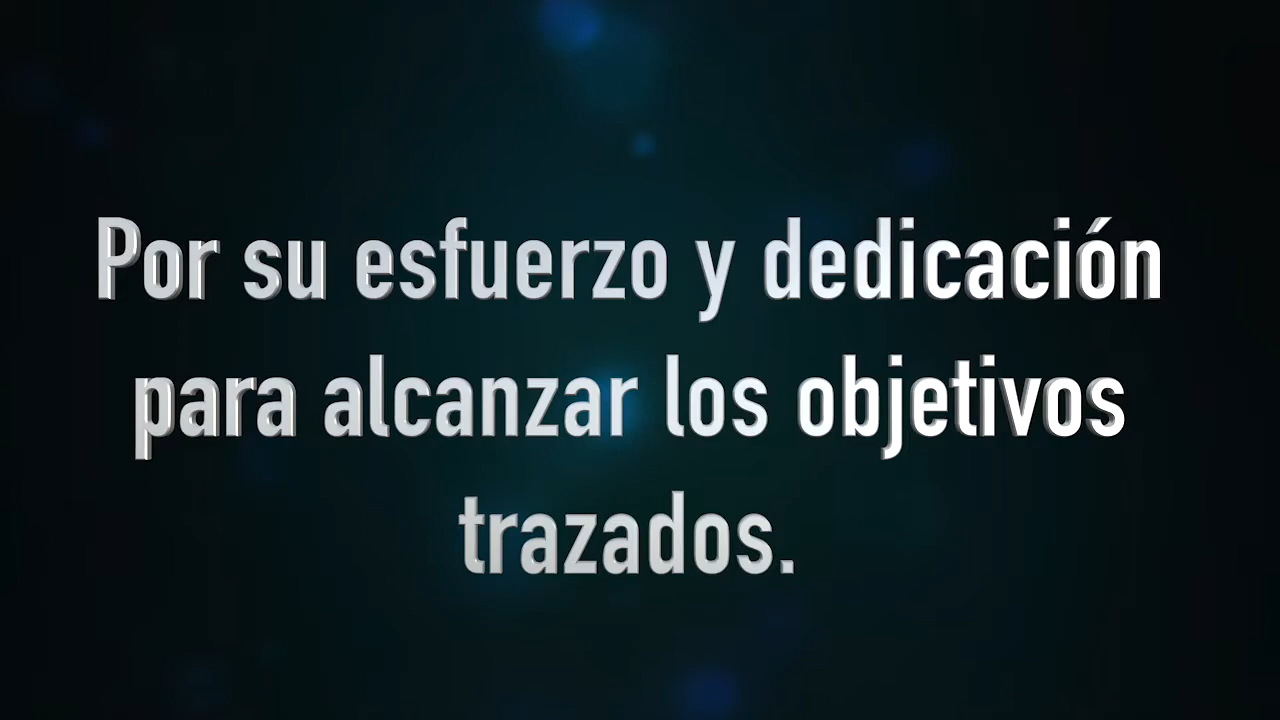 Por su esfuerzo y dedicación
para alcanzar los objetivos
trazados.